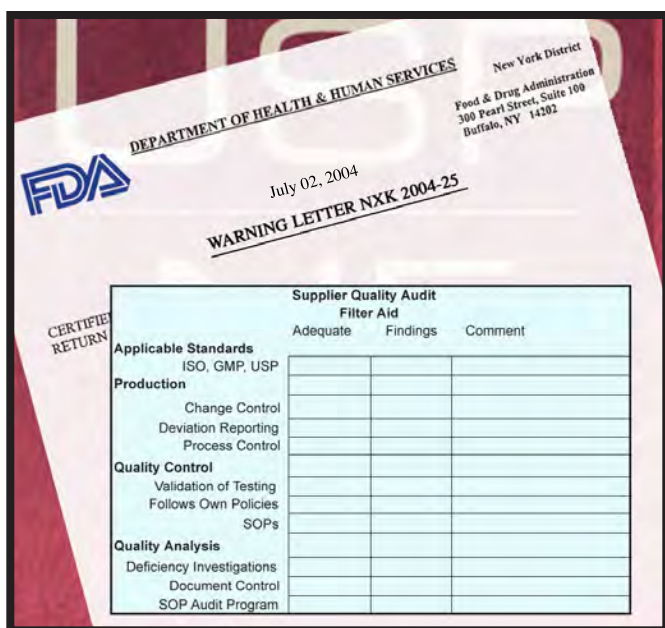 USP
DEPARTMENT OF HEALTH & HUMAN SERVICES
New York District
Food & Drug Administration
300 Pearl Street, Suite 100
Buffalo, NY 14202
FDA
July 02, 2004
WARNING LETTER NXK 2004-25
CERTIFIE
RETURN
Supplier Quality Audit
Filter Aid
Adequate Findings Comment
Applicable Standards
ISO, GMP, USP
Production
Change Control
Deviation Reporting
Process Control
Quality Control
Validation of Testing
Follows Own Policies
SOPs
Quality Analysis
Deficiency Investigations
Document Control
SOP Audit Program